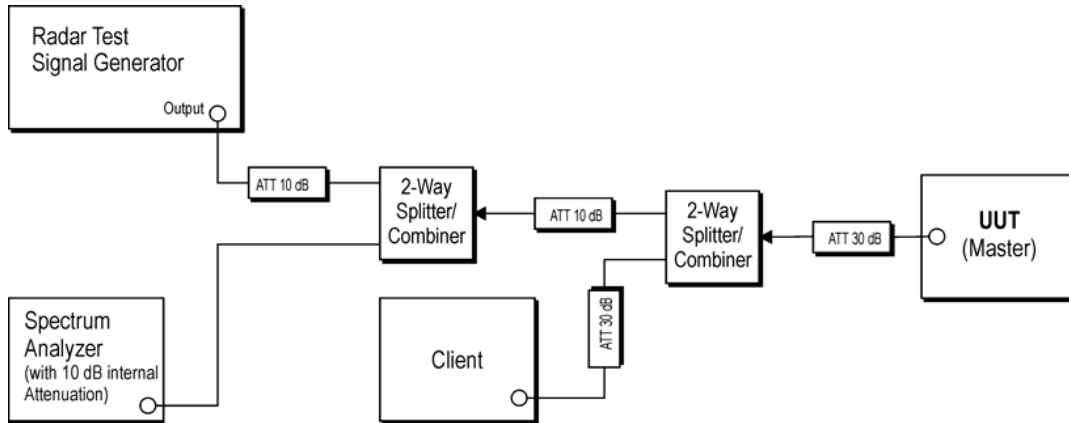 Radar Test
Signal Generator
Output
ATT 10 dB
2-Way
Splitter/
Combiner
ATT 10 dB
2-Way
Splitter/
Combiner
ATT 30 dB
UUT
(Master)
Spectrum
Analyzer
(with 10 dB internal
Attenuation)
Client
ATT 30 dB